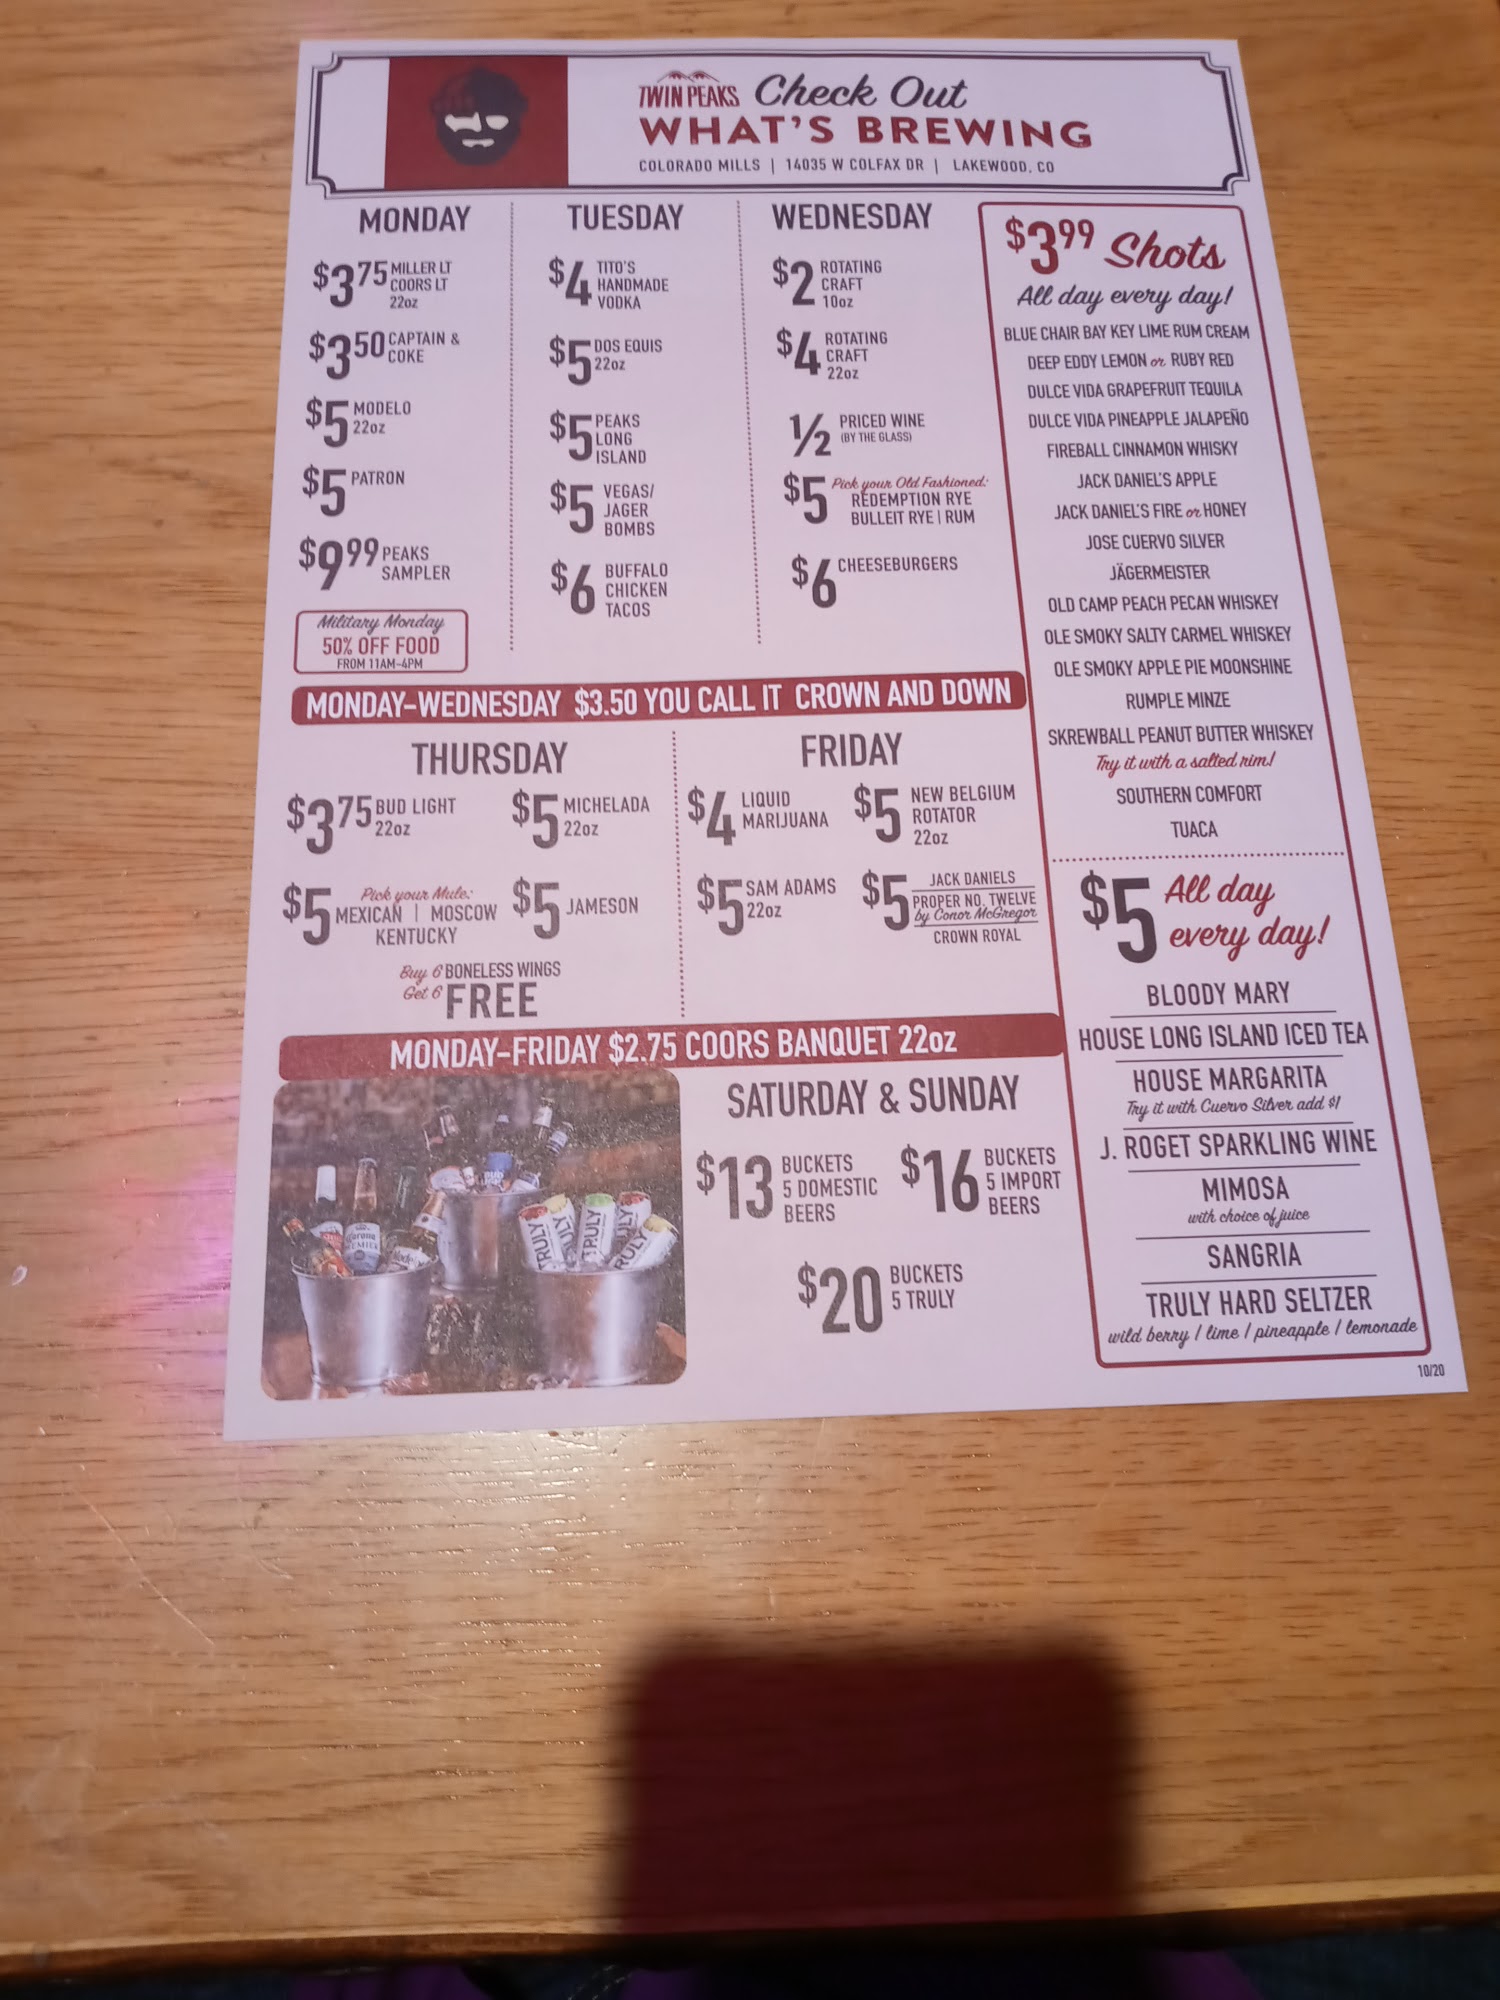 TWIN PEAKS Check Out
WHAT'S BREWING
COLORADO MILLS | 14035 W COLFAX DR | LAKEWOOD, CO
MONDAY
$3.75 MILLER LT
COORS LT
22oz
$3.50 CAPTAIN &
COKE
$5 MODELO
22oz
$5 PATRON
$9.99 PEAKS
SAMPLER
Military Monday
50% OFF FOOD
FROM 11AM-4PM
TUESDAY
$4 TITO'S
HANDMADE
VODKA
$5 DOS EQUIS
22oz
$5 PEAKS
LONG
ISLAND
$5 VEGAS/
JAGER
BOMBS
$6 BUFFALO
CHICKEN
TACOS
WEDNESDAY
$2 ROTATING
CRAFT
10oz
$4 ROTATING
CRAFT
22oz
1/2 PRICED WINE
(BY THE GLASS)
$5 Pick your Old Fashioned:
REDEMPTION RYE
BULLEIT RYE | RUM
$6 CHEESEBURGERS
MONDAY-WEDNESDAY $3.50 YOU CALL IT CROWN AND DOWN
THURSDAY
$3.75 BUD LIGHT
22oz
$5 MICHELADA
22oz
$5 Pick your Mule:
MEXICAN | MOSCOW
KENTUCKY
$5 JAMESON
Buy 6 BONELESS WINGS
Get 6 FREE
FRIDAY
$4 LIQUID
MARIJUANA
$5 NEW BELGIUM
ROTATOR
22oz
$5 SAM ADAMS
22oz
$5 JACK DANIELS
PROPER NO. TWELVE
by Conor McGregor
CROWN ROYAL
MONDAY-FRIDAY $2.75 COORS BANQUET 22oz
SATURDAY & SUNDAY
$13 BUCKETS
5 DOMESTIC
BEERS
$16 BUCKETS
5 IMPORT
BEERS
$20 BUCKETS
5 TRULY
TRULY
TRULY
TRULY
TRULY
Corona
$3.99 Shots
All day every day!
BLUE CHAIR BAY KEY LIME RUM CREAM
DEEP EDDY LEMON or RUBY RED
DULCE VIDA GRAPEFRUIT TEQUILA
DULCE VIDA PINEAPPLE JALAPEÑO
FIREBALL CINNAMON WHISKY
JACK DANIEL'S APPLE
JACK DANIEL'S FIRE or HONEY
JOSE CUERVO SILVER
JÄGERMEISTER
OLD CAMP PEACH PECAN WHISKEY
OLE SMOKY SALTY CARMEL WHISKEY
OLE SMOKY APPLE PIE MOONSHINE
RUMPLE MINZE
SKREWBALL PEANUT BUTTER WHISKEY
Try it with a salted rim!
SOUTHERN COMFORT
TUACA
$5 All day
every day!
BLOODY MARY
HOUSE LONG ISLAND ICED TEA
HOUSE MARGARITA
Try it with Cuervo Silver add $1
J. ROGET SPARKLING WINE
MIMOSA
with choice of juice
SANGRIA
TRULY HARD SELTZER
wild berry / lime / pineapple / lemonade
10/20